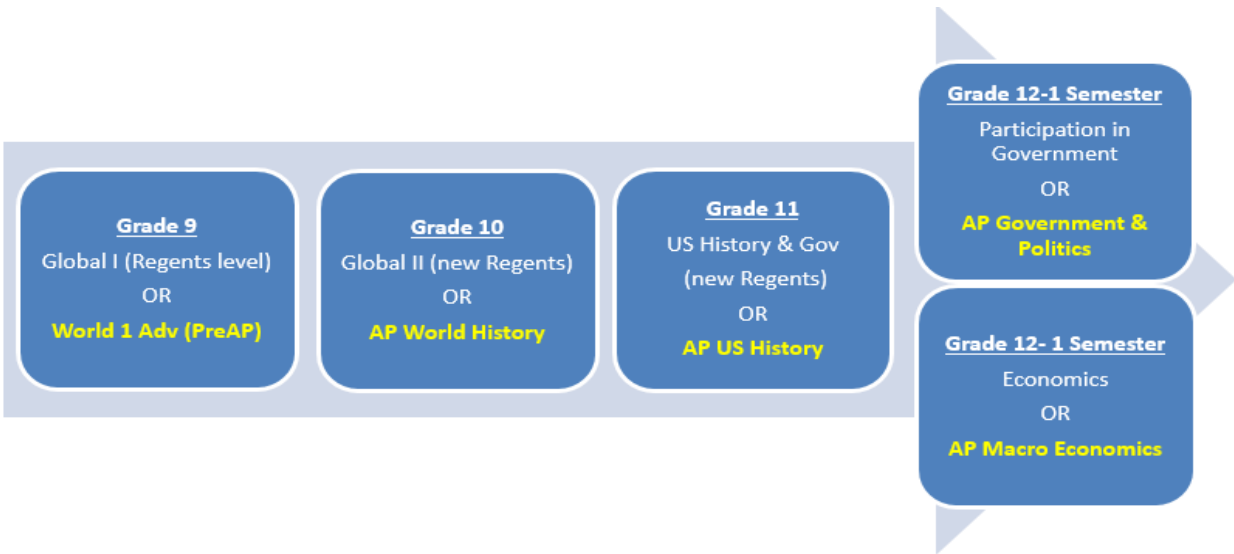 Grade 9
Global I (Regents level)
OR
World 1 Adv (PreAP)
Grade 10
Global II (new Regents)
OR
AP World History
Grade 11
US History & Gov
(new Regents)
OR
AP US History
Grade 12-1 Semester
Participation in
Government
OR
AP Government &
Politics
Grade 12- 1 Semester
Economics
OR
AP Macro Economics